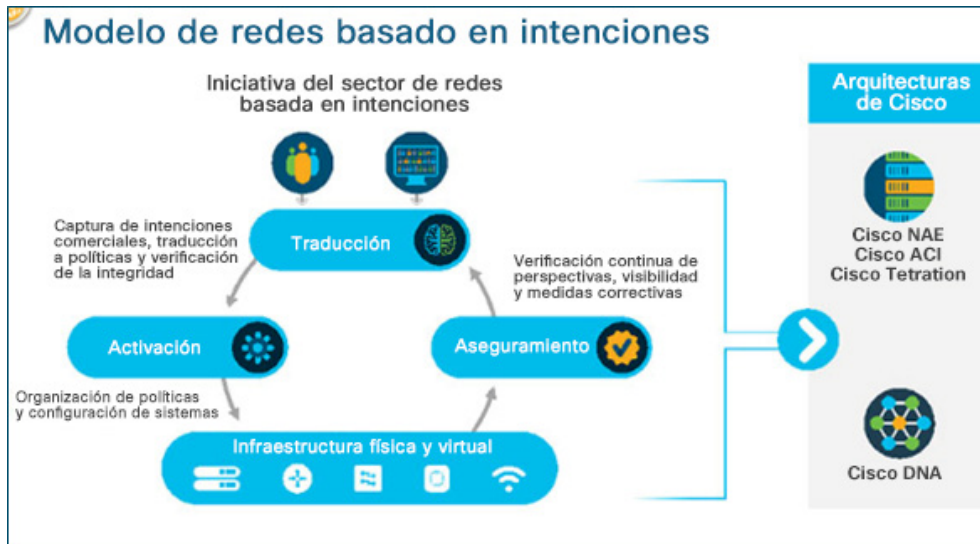 Modelo de redes basado en intenciones
Iniciativa del sector de redes
basada en intenciones
Captura de intenciones
comerciales, traducción
a políticas y verificación
de la integridad
Traducción
Verificación continua de
perspectivas, visibilidad
y medidas correctivas
Activación
Aseguramiento
Organización de políticas
y configuración de sistemas
Infraestructura física y virtual
Arquitecturas
de Cisco
Cisco NAE
Cisco ACI
Cisco Tetration
Cisco DNA